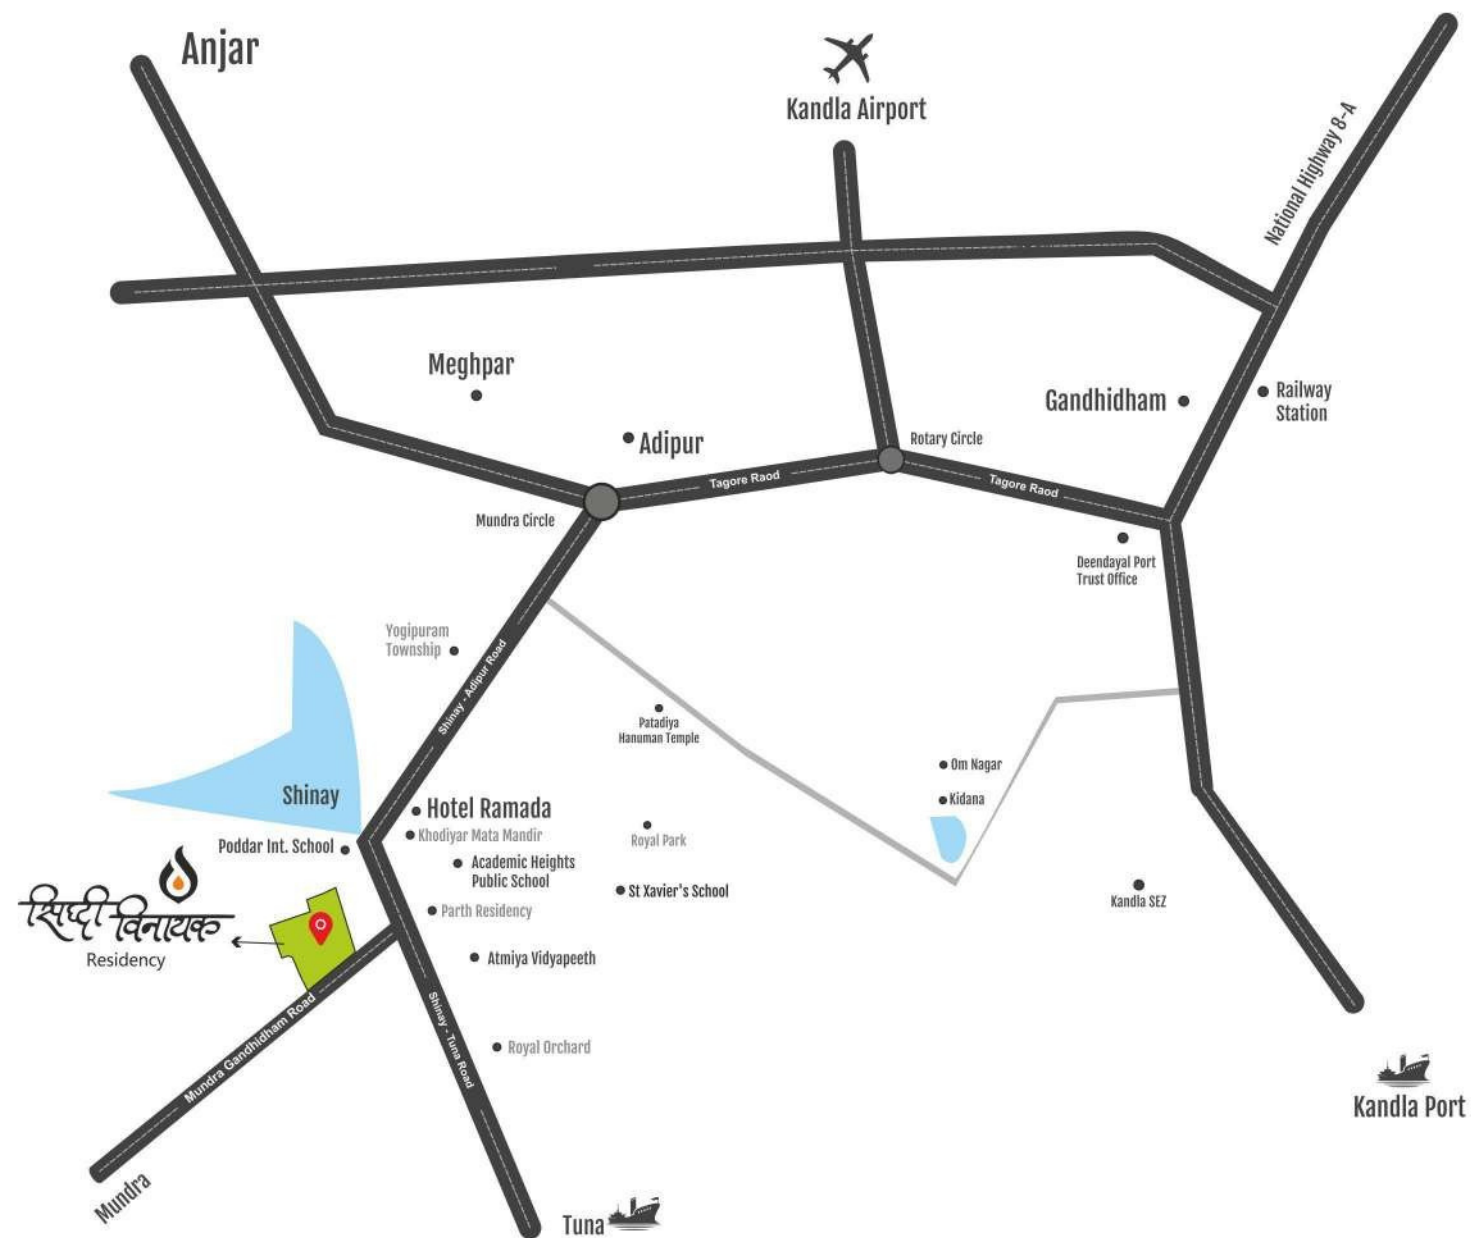 Anjar
Kandla Airport
National Highway 8-A
Meghpar
Adipur
Gandhidham
Railway
Station
Rotary Circle
Tagore Raod
Tagore Raod
Mundra Circle
Deendayal Port
Trust Office
Yogipuram
Township
Shinay - Adipur Road
Patadiya
Hanuman Temple
Om Nagar
Kidana
Shinay
Hotel Ramada
Khodiyar Mata Mandir
Royal Park
Poddar Int. School
Academic Heights
Public School
St Xavier's School
Kandla SEZ
सिध्दी विनायक
Residency
Parth Residency
Atmiya Vidyapeeth
Mundra Gandhidham Road
Shinay - Tuna Road
Royal Orchard
Kandla Port
Mundra
Tuna